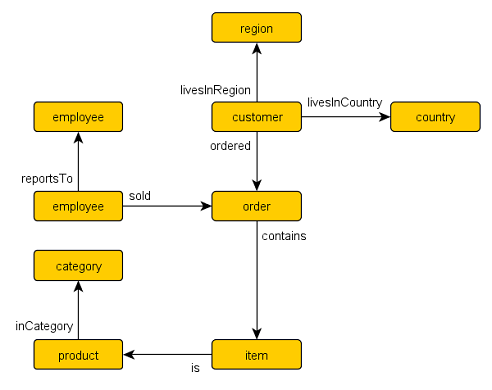 region
livesInRegion
livesInCountry
employee
customer
country
ordered
reportsTo
sold
employee
order
contains
category
inCategory
product
item
is